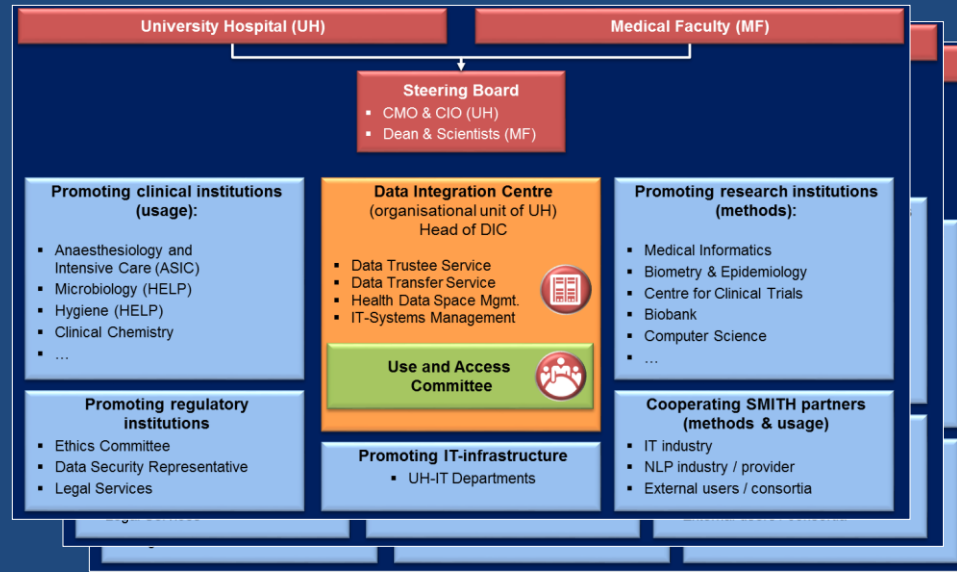 University Hospital (UH)
Medical Faculty (MF)
Steering Board
▪ CMO & CIO (UH)
▪ Dean & Scientists (MF)
Promoting clinical institutions
(usage):
▪ Anaesthesiology and
Intensive Care (ASIC)
▪ Microbiology (HELP)
▪ Hygiene (HELP)
▪ Clinical Chemistry
▪ …
Data Integration Centre
(organisational unit of UH)
Head of DIC
▪ Data Trustee Service
▪ Data Transfer Service
▪ Health Data Space Mgmt.
▪ IT-Systems Management
Use and Access
Committee
Promoting research institutions
(methods):
▪ Medical Informatics
▪ Biometry & Epidemiology
▪ Centre for Clinical Trials
▪ Biobank
▪ Computer Science
▪ …
Promoting regulatory
institutions
▪ Ethics Committee
▪ Data Security Representative
▪ Legal Services
Promoting IT-infrastructure
▪ UH-IT Departments
Cooperating SMITH partners
(methods & usage)
▪ IT industry
▪ NLP industry / provider
▪ External users / consortia